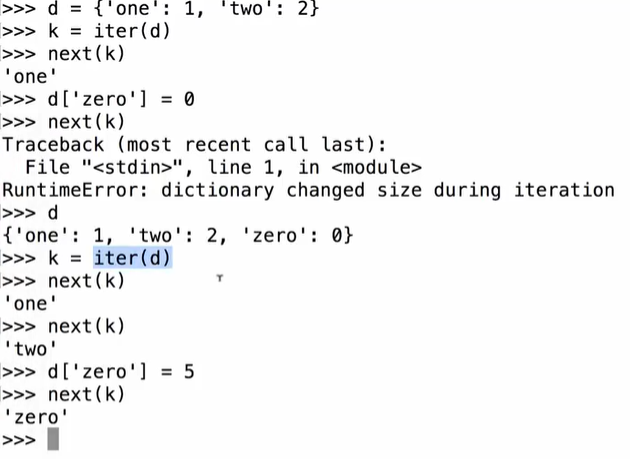 >>> d = {'one': 1, 'two': 2}
>>> k = iter(d)
>>> next(k)
'one'
>>> d['zero'] = 0
>>> next(k)
Traceback (most recent call last):
  File "<stdin>", line 1, in <module>
RuntimeError: dictionary changed size during iteration
>>> d
{'one': 1, 'two': 2, 'zero': 0}
>>> k = iter(d)
>>> next(k)
'one'
>>> next(k)
'two'
>>> d['zero'] = 5
>>> next(k)
'zero'
>>>